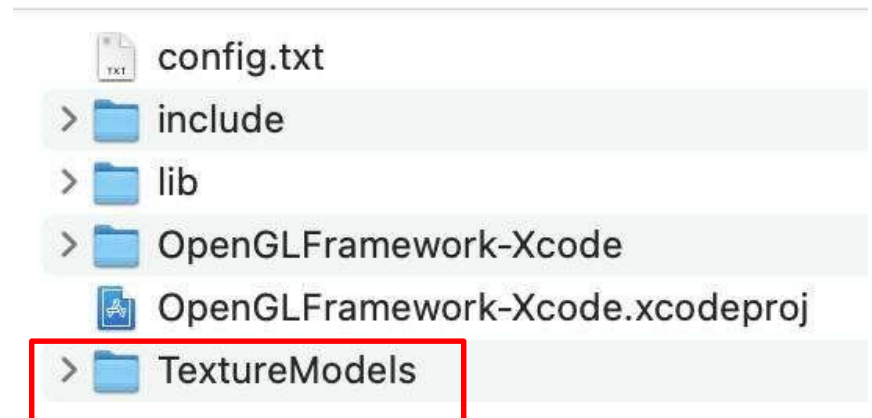 TXT
config.txt
include
lib
OpenGLFramework-Xcode
OpenGLFramework-Xcode.xcodeproj
TextureModels